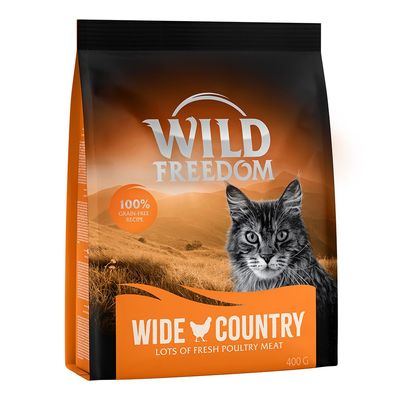 WILD
FREEDOM
100%
GRAIN-FREE
RECIPE
WIDE COUNTRY
LOTS OF FRESH POULTRY MEAT
400 G